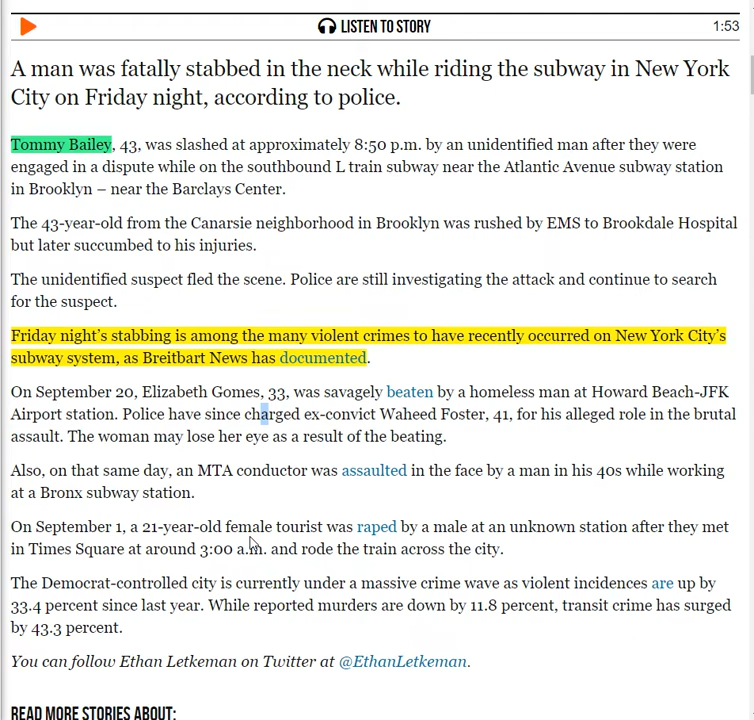 LISTEN TO STORY
1:53
A man was fatally stabbed in the neck while riding the subway in New York
City on Friday night, according to police.
Tommy Bailey, 43, was slashed at approximately 8:50 p.m. by an unidentified man after they were
engaged in a dispute while on the southbound L train subway near the Atlantic Avenue subway station
in Brooklyn – near the Barclays Center.
The 43-year-old from the Canarsie neighborhood in Brooklyn was rushed by EMS to Brookdale Hospital
but later succumbed to his injuries.
The unidentified suspect fled the scene. Police are still investigating the attack and continue to search
for the suspect.
Friday night's stabbing is among the many violent crimes to have recently occurred on New York City's
subway system, as Breitbart News has documented.
On September 20, Elizabeth Gomes, 33, was savagely beaten by a homeless man at Howard Beach-JFK
Airport station. Police have since charged ex-convict Waheed Foster, 41, for his alleged role in the brutal
assault. The woman may lose her eye as a result of the beating.
Also, on that same day, an MTA conductor was assaulted in the face by a man in his 40s while working
at a Bronx subway station.
On September 1, a 21-year-old female tourist was raped by a male at an unknown station after they met
in Times Square at around 3:00 a.m. and rode the train across the city.
The Democrat-controlled city is currently under a massive crime wave as violent incidences are up by
33.4 percent since last year. While reported murders are down by 11.8 percent, transit crime has surged
by 43.3 percent.
You can follow Ethan Letkeman on Twitter at @EthanLetkeman.
READ MORE STORIES ABOUT: